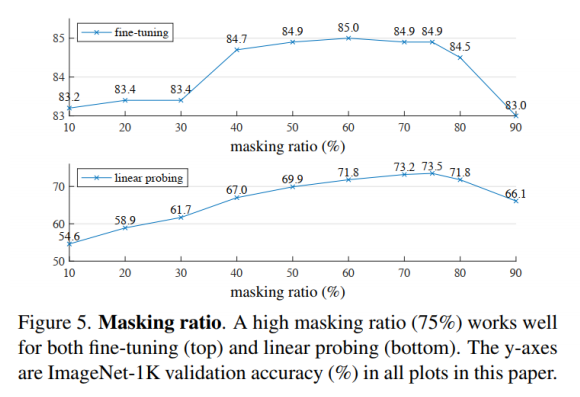 fine-tuning
85
84
83
83.2 83.4 83.4 84.7 84.9 85.0 84.9 84.9 84.5 83.0
10 20 30 40 50 60 70 80 90
masking ratio (%)
linear probing
70
60
50
54.6 58.9 61.7 67.0 69.9 71.8 73.2 73.5 71.8 66.1
10 20 30 40 50 60 70 80 90
masking ratio (%)
Figure 5. Masking ratio. A high masking ratio (75%) works well
for both fine-tuning (top) and linear probing (bottom). The y-axes
are ImageNet-1K validation accuracy (%) in all plots in this paper.